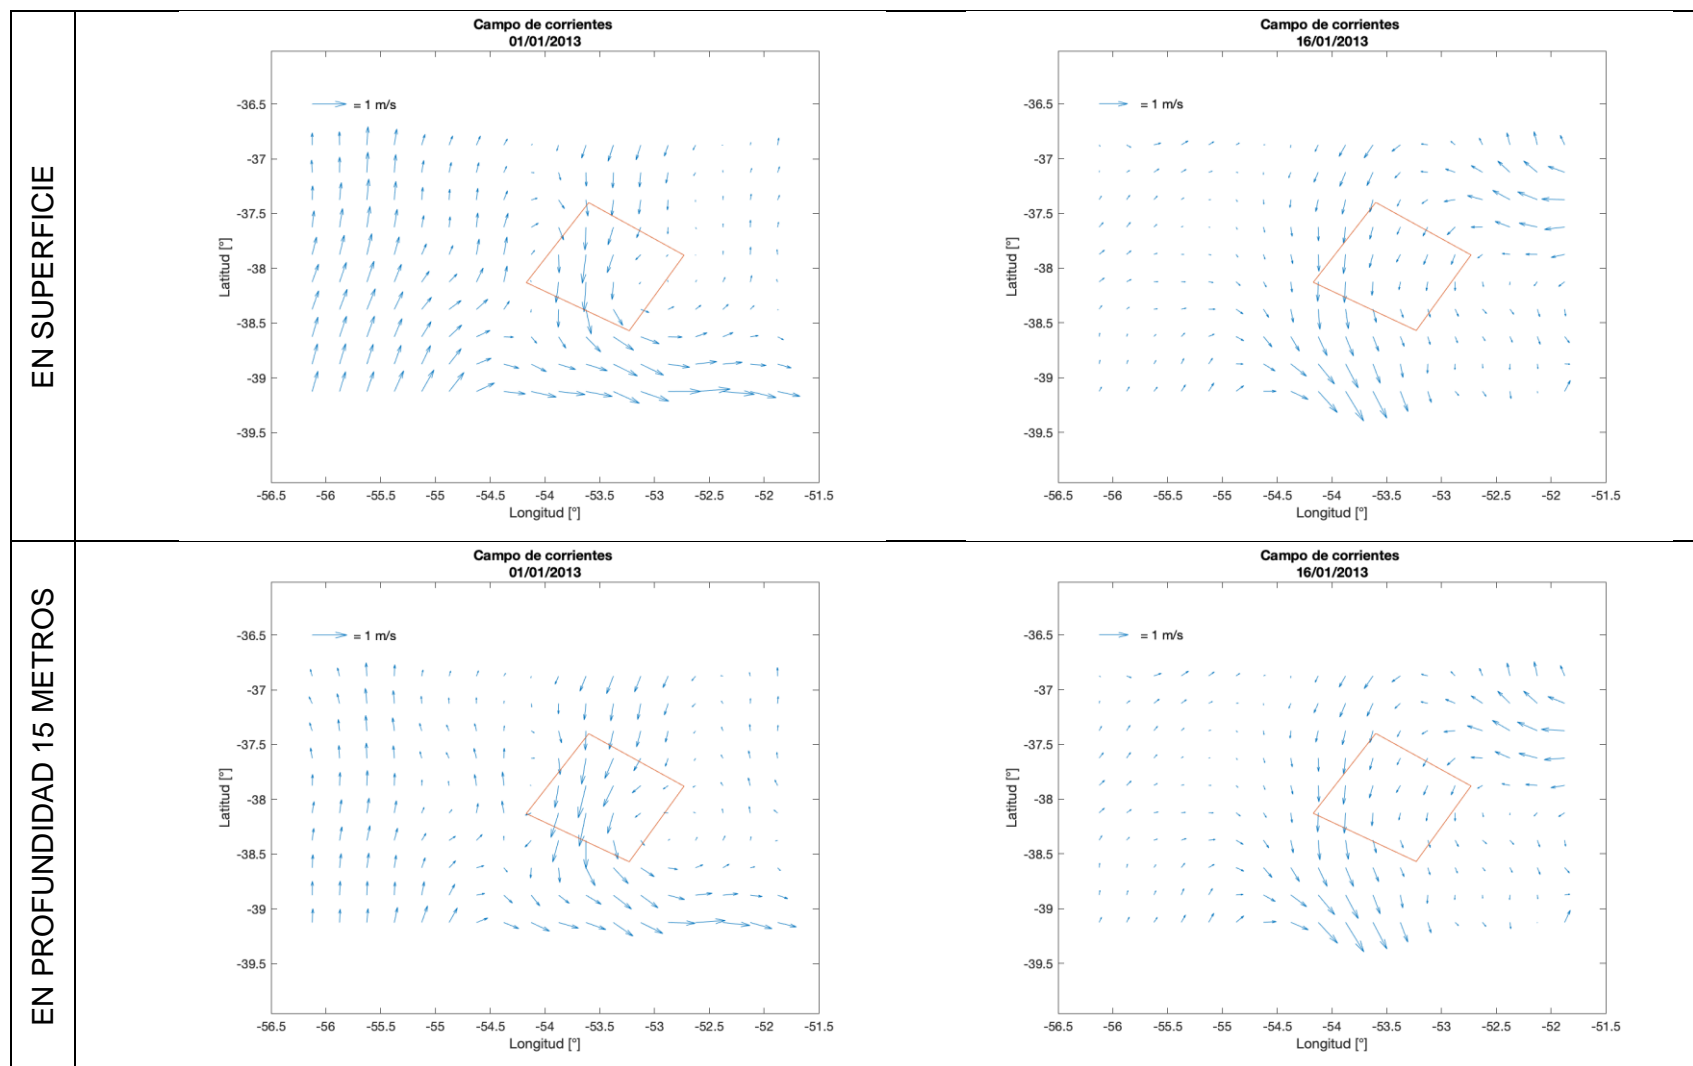 EN SUPERFICIE
Campo de corrientes
01/01/2013
= 1 m/s
-36.5
-37
-37.5
-38
-38.5
-39
-39.5
Latitud [°]
-56.5 -56 -55.5 -55 -54.5 -54 -53.5 -53 -52.5 -52 -51.5
Longitud [°]
Campo de corrientes
16/01/2013
= 1 m/s
-36.5
-37
-37.5
-38
-38.5
-39
-39.5
Latitud [°]
-56.5 -56 -55.5 -55 -54.5 -54 -53.5 -53 -52.5 -52 -51.5
Longitud [°]
EN PROFUNDIDAD 15 METROS
Campo de corrientes
01/01/2013
= 1 m/s
-36.5
-37
-37.5
-38
-38.5
-39
-39.5
Latitud [°]
-56.5 -56 -55.5 -55 -54.5 -54 -53.5 -53 -52.5 -52 -51.5
Longitud [°]
Campo de corrientes
16/01/2013
= 1 m/s
-36.5
-37
-37.5
-38
-38.5
-39
-39.5
Latitud [°]
-56.5 -56 -55.5 -55 -54.5 -54 -53.5 -53 -52.5 -52 -51.5
Longitud [°]